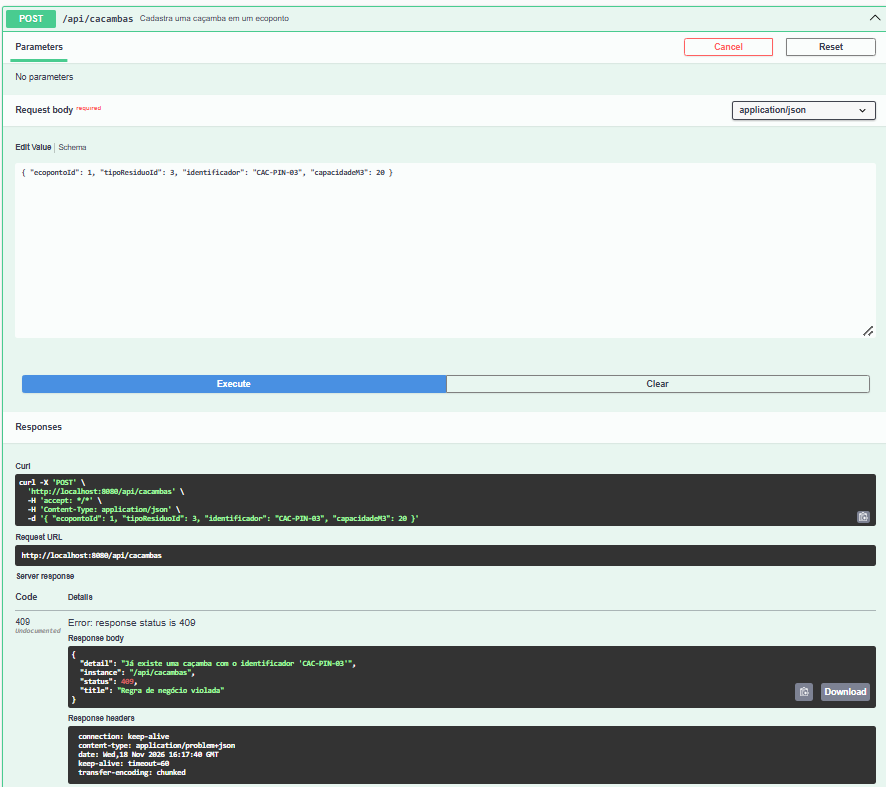 POST /api/cacambas Cadastra uma caçamba em um ecoponto
Parameters
Cancel
Reset
No parameters
Request body required
application/json
Edit Value | Schema
{ "ecopontoId": 1, "tipoResiduoId": 3, "identificador": "CAC-PIN-03", "capacidadeM3": 20 }
Execute
Clear
Responses
Curl
curl -X 'POST' \
'http://localhost:8080/api/cacambas' \
-H 'accept: */*' \
-H 'Content-Type: application/json' \
-d '{ "ecopontoId": 1, "tipoResiduoId": 3, "identificador": "CAC-PIN-03", "capacidadeM3": 20 }'
Request URL
http://localhost:8080/api/cacambas
Server response
Code Details
409 Error: response status is 409
Undocumented
Response body
{
"detail": "Já existe uma caçamba com o identificador 'CAC-PIN-03'",
"instance": "/api/cacambas",
"status": 409,
"title": "Regra de negócio violada"
}
Download
Response headers
connection: keep-alive
content-type: application/problem+json
date: Wed,18 Nov 2026 16:17:40 GMT
keep-alive: timeout=60
transfer-encoding: chunked